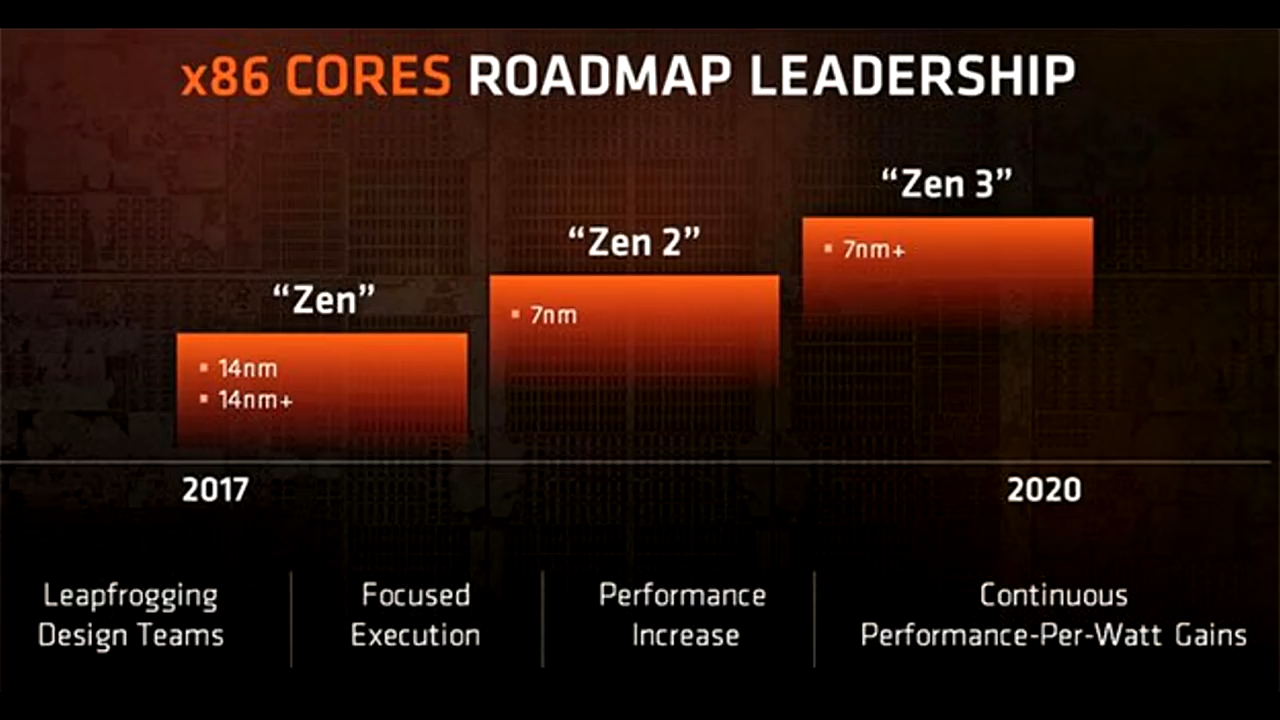 x86 CORES ROADMAP LEADERSHIP
“Zen”
▪ 14nm
▪ 14nm+
“Zen 2”
▪ 7nm
“Zen 3”
▪ 7nm+
2017
2020
Leapfrogging
Design Teams
Focused
Execution
Performance
Increase
Continuous
Performance-Per-Watt Gains